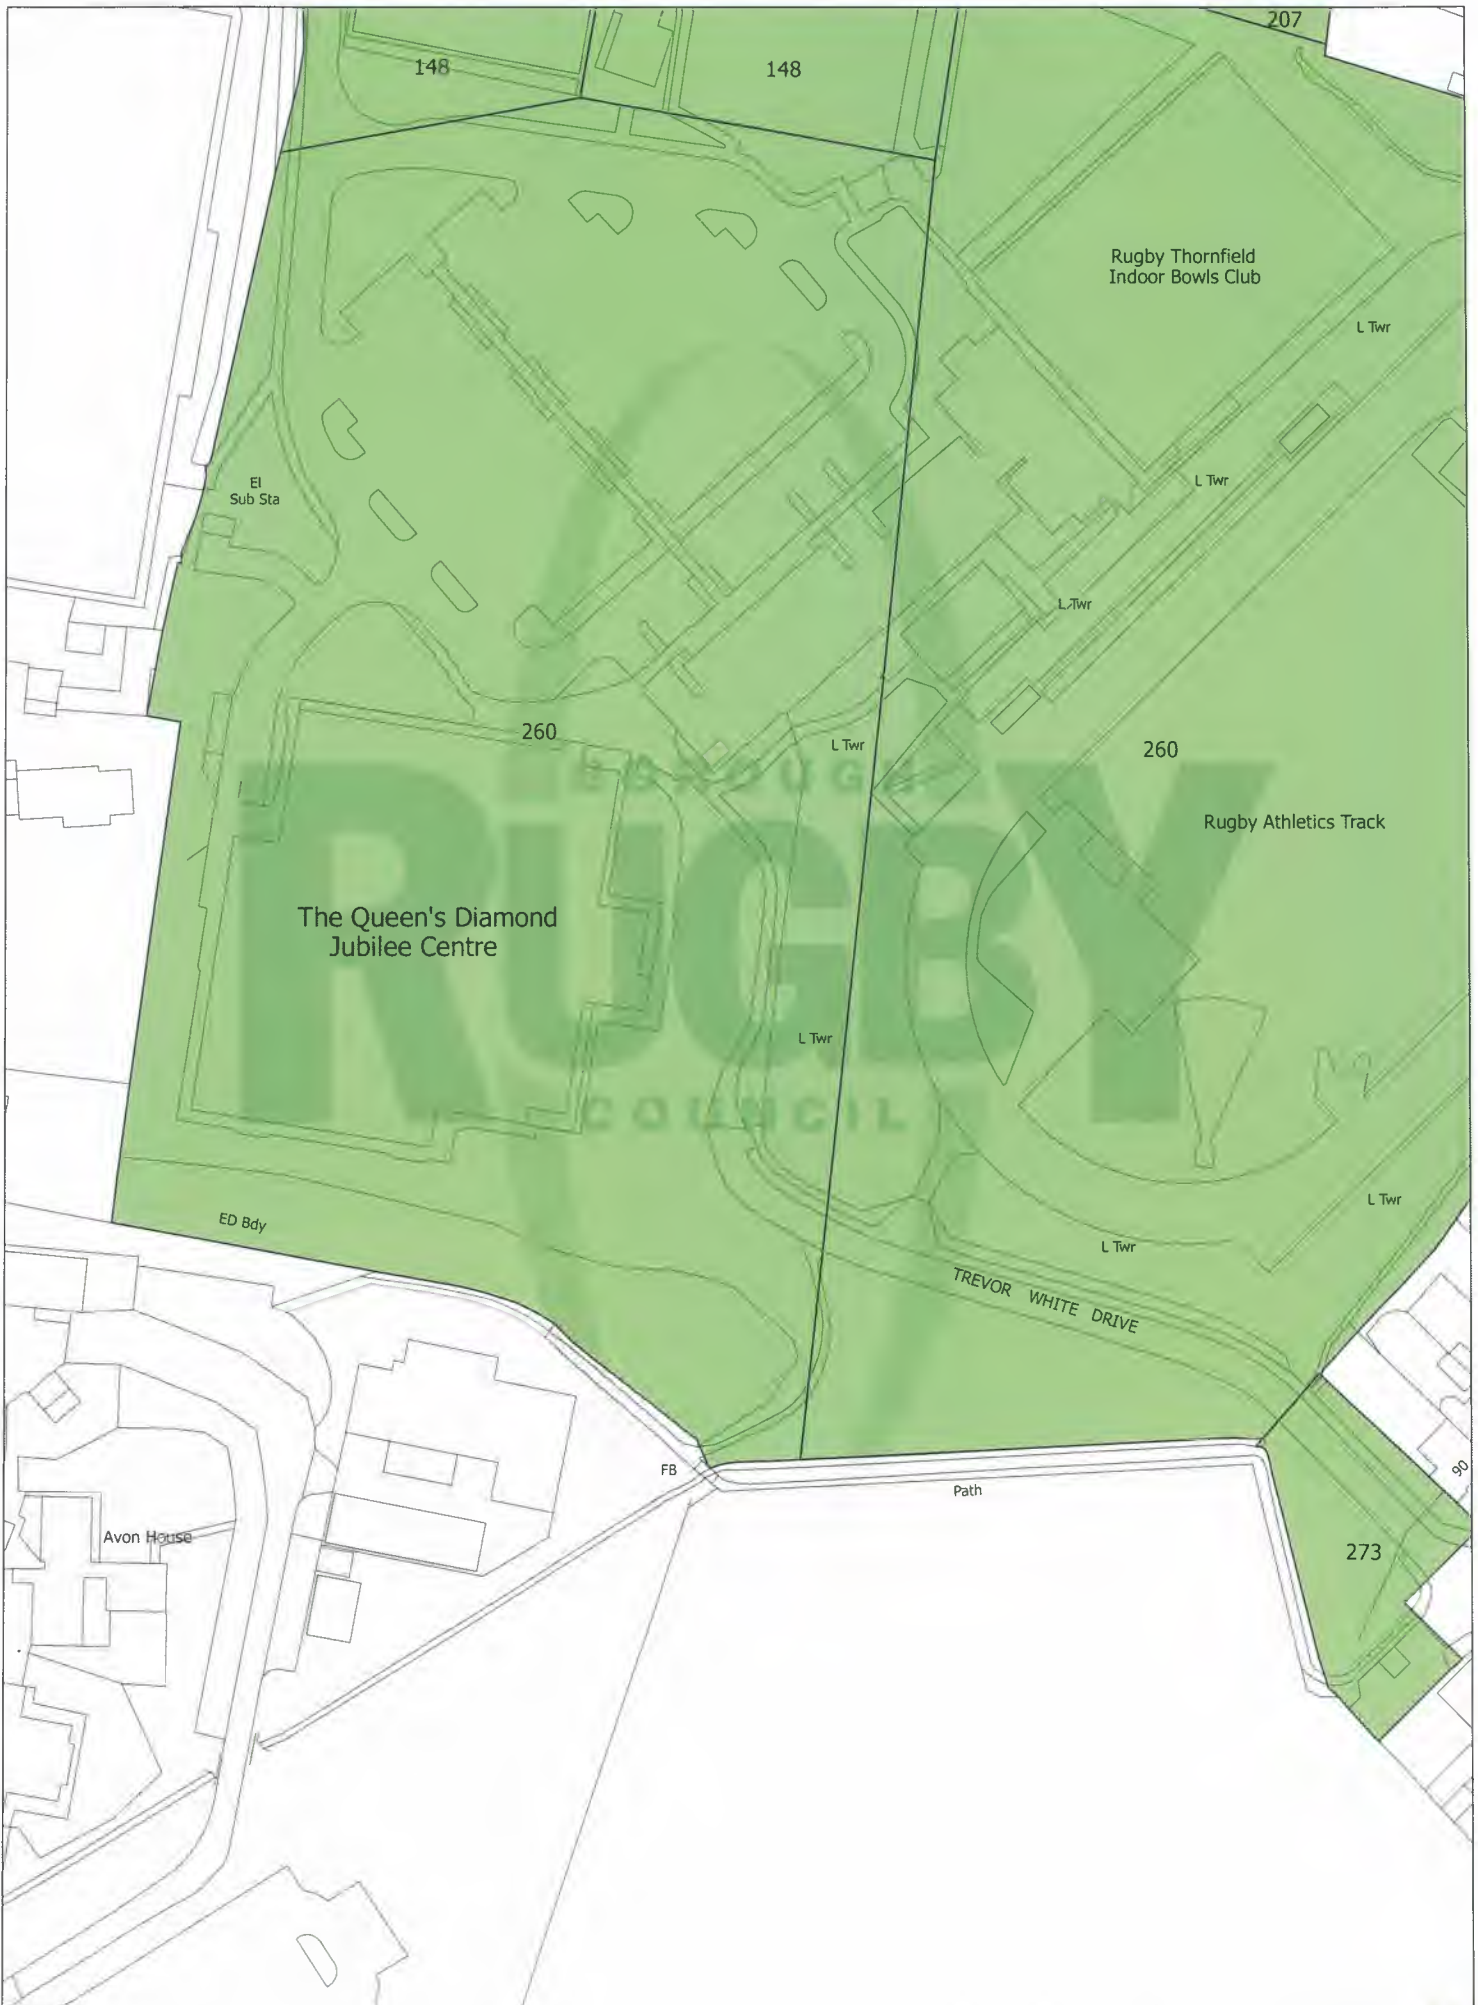 207
148
148
Rugby Thornfield
Indoor Bowls Club
L Twr
El
Sub Sta
L Twr
L Twr
260
L Twr
260
BOROUGH
RUGBY
COUNCIL
Rugby Athletics Track
The Queen's Diamond
Jubilee Centre
L Twr
L Twr
ED Bdy
L Twr
TREVOR WHITE DRIVE
FB
Path
90
Avon House
273